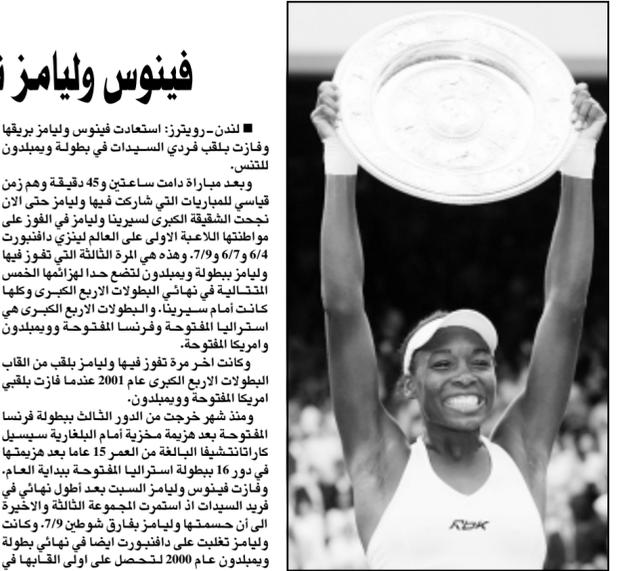 فينوس وليامز
■ لندن ـ رويترز: استعادت فينوس وليامز بريقها
وفازت بلقب فردي السيدات في بطولة ويمبلدون
للتنس.
وبعد مباراة دامت ساعتين و45 دقيقة وهم زمن
قياسي للمباريات التي شاركت فيها وليامز حتى الان
نجحت الشقيقة الكبرى لسيرينا وليامز في الفوز على
مواطنتها اللاعبة الاولى على العالم لينزي دافنبورت
6/4 و6/7 و7/9. وهذه هي المرة الثالثة التي تفوز فيها
وليامز ببطولة ويمبلدون لتضع حدا لهزائمها الخمس
المتتالية في نهائي البطولات الاربع الكبرى وكلها
كانت أمام سيرينا. والبطولات الاربع الكبرى هي
استراليا المفتوحة وفرنسا المفتوحة وويمبلدون
وامريكا المفتوحة.
وكانت اخر مرة تفوز فيها وليامز بلقب من القاب
البطولات الاربع الكبرى عام 2001 عندما فازت بلقبي
امريكا المفتوحة وويمبلدون.
ومنذ شهر خرجت من الدور الثالث ببطولة فرنسا
المفتوحة بعد هزيمة مخزية أمام البلغارية سيسيل
كاراتانتشيفا البالغة من العمر 15 عاما بعد هزيمتها
في دور 16 ببطولة استراليا المفتوحة ببداية العام.
وفازت فينوس وليامز السبت بعد أطول نهائي في
فريد السيدات اذ استمرت المجموعة الثالثة والاخيرة
الى أن حسمتها وليامز بفارق شوطين 7/9. وكانت
وليامز تغلبت على دافنبورت ايضا في نهائي بطولة
ويمبلدون عام 2000 لتحصل على اولى القابها في
RBK